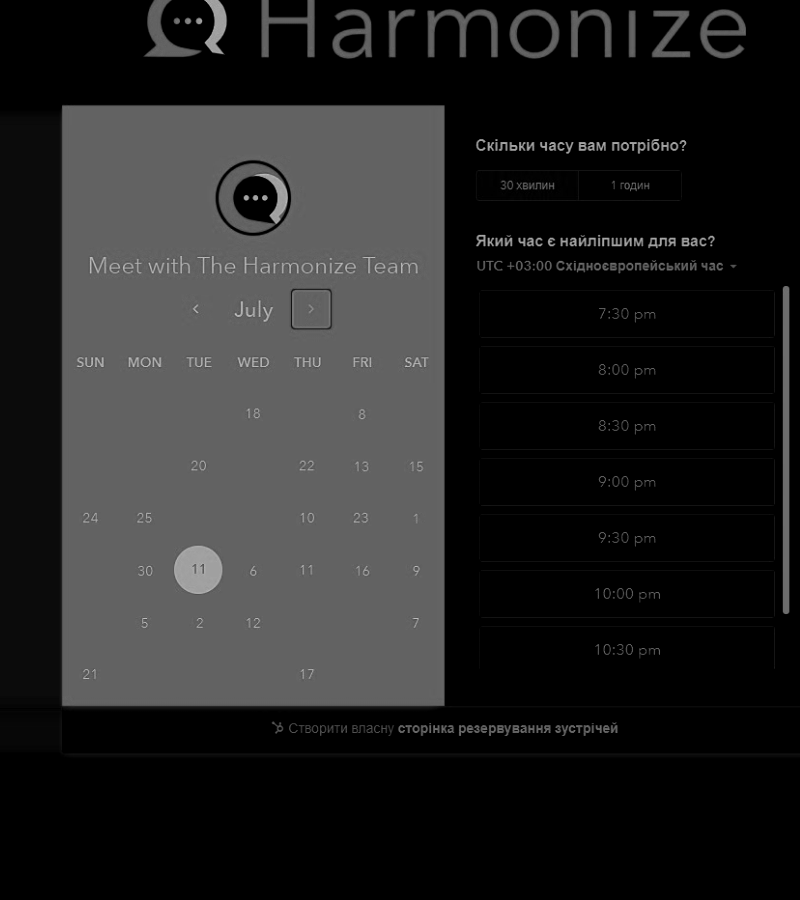 Harmonize
Meet with The Harmonize Team
July
SUN MON TUE WED THU FRI SAT
18 8
20 22 13 15
24 25 10 23 1
30 11 6 11 16 9
5 2 12 7
21 17
Скільки часу вам потрібно?
30 хвилин 1 годин
Який час є найліпшим для вас?
UTC +03:00 Східноєвропейський час
7:30 pm
8:00 pm
8:30 pm
9:00 pm
9:30 pm
10:00 pm
10:30 pm
Створити власну сторінка резервування зустрічей